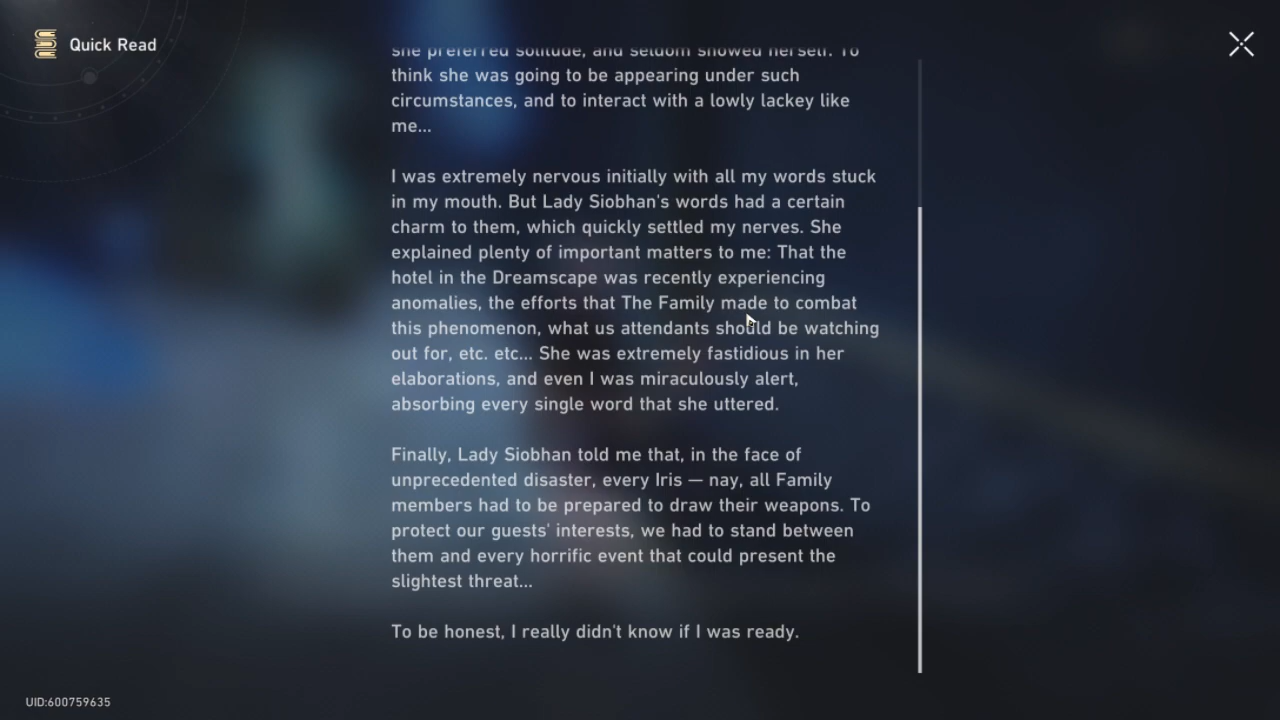 Quick Read
she preferred solitude, and seldom showed herself. To
think she was going to be appearing under such
circumstances, and to interact with a lowly lackey like
me...
I was extremely nervous initially with all my words stuck
in my mouth. But Lady Siobhan's words had a certain
charm to them, which quickly settled my nerves. She
explained plenty of important matters to me: That the
hotel in the Dreamscape was recently experiencing
anomalies, the efforts that The Family made to combat
this phenomenon, what us attendants should be watching
out for, etc. etc... She was extremely fastidious in her
elaborations, and even I was miraculously alert,
absorbing every single word that she uttered.
Finally, Lady Siobhan told me that, in the face of
unprecedented disaster, every Iris — nay, all Family
members had to be prepared to draw their weapons. To
protect our guests' interests, we had to stand between
them and every horrific event that could present the
slightest threat...
To be honest, I really didn't know if I was ready.
UID:600759635